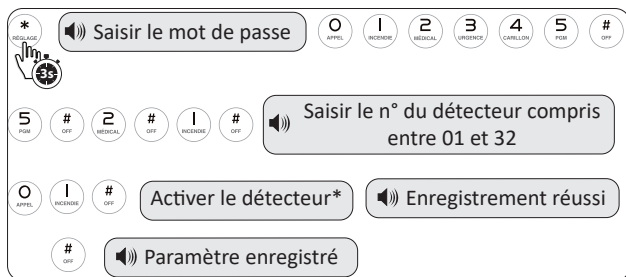 * RÉGLAGE 3s Saisir le mot de passe 0 APPEL 1 INCENDIE 2 MÉDICAL 3 URGENCE 4 CARILLON 5 PGM # OFF
5 PGM # OFF 2 MÉDICAL # OFF 1 INCENDIE # OFF Saisir le n° du détecteur compris
entre 01 et 32
0 APPEL 1 INCENDIE # OFF Activer le détecteur* Enregistrement réussi
# OFF Paramètre enregistré